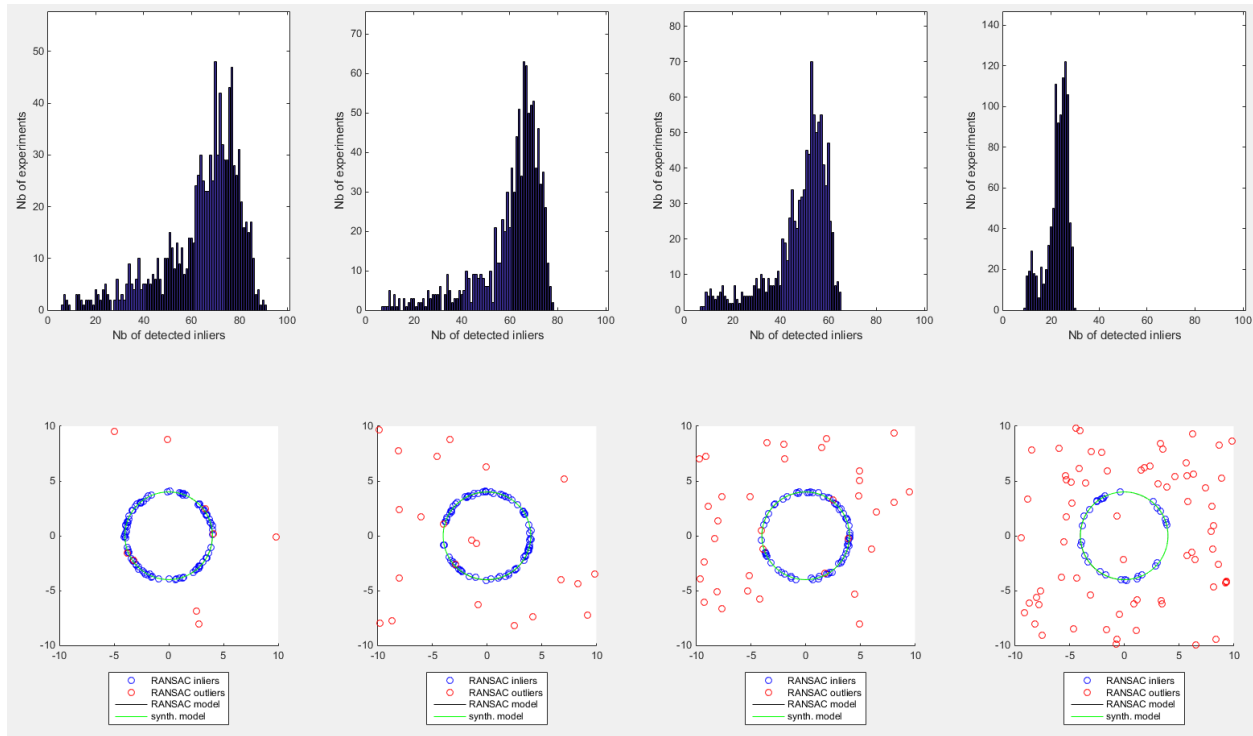 50
40
30
20
10
0
Nb of experiments
0 20 40 60 80 100
Nb of detected inliers
70
60
50
40
30
20
10
0
Nb of experiments
0 20 40 60 80 100
Nb of detected inliers
80
70
60
50
40
30
20
10
0
Nb of experiments
0 20 40 60 80 100
Nb of detected inliers
140
120
100
80
60
40
20
0
Nb of experiments
0 20 40 60 80 100
Nb of detected inliers
10
5
0
-5
-10
-10 -5 0 5 10
10
5
0
-5
-10
-10 -5 0 5 10
10
5
0
-5
-10
-10 -5 0 5 10
10
5
0
-5
-10
-10 -5 0 5 10
RANSAC inliers
RANSAC outliers
RANSAC model
synth. model
RANSAC inliers
RANSAC outliers
RANSAC model
synth. model
RANSAC inliers
RANSAC outliers
RANSAC model
synth. model
RANSAC inliers
RANSAC outliers
RANSAC model
synth. model